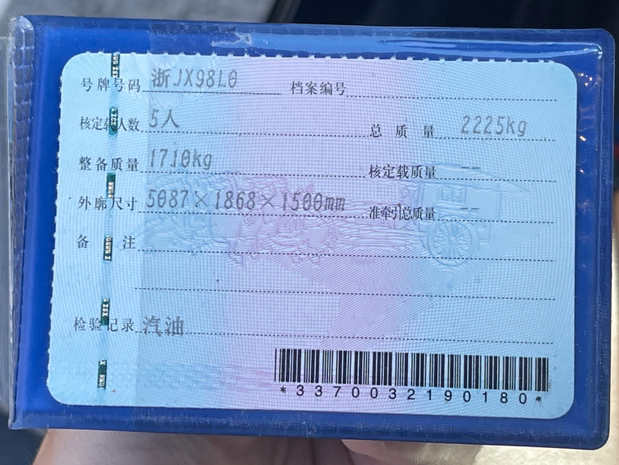 号牌号码 浙JX98L0 档案编号
核定载人数 5人 总质量 2225kg
整备质量 1710kg 核定载质量 --
外廓尺寸 5087×1868×1500mm 准牵引总质量 --
备注
检验记录 汽油
*3370032190180*